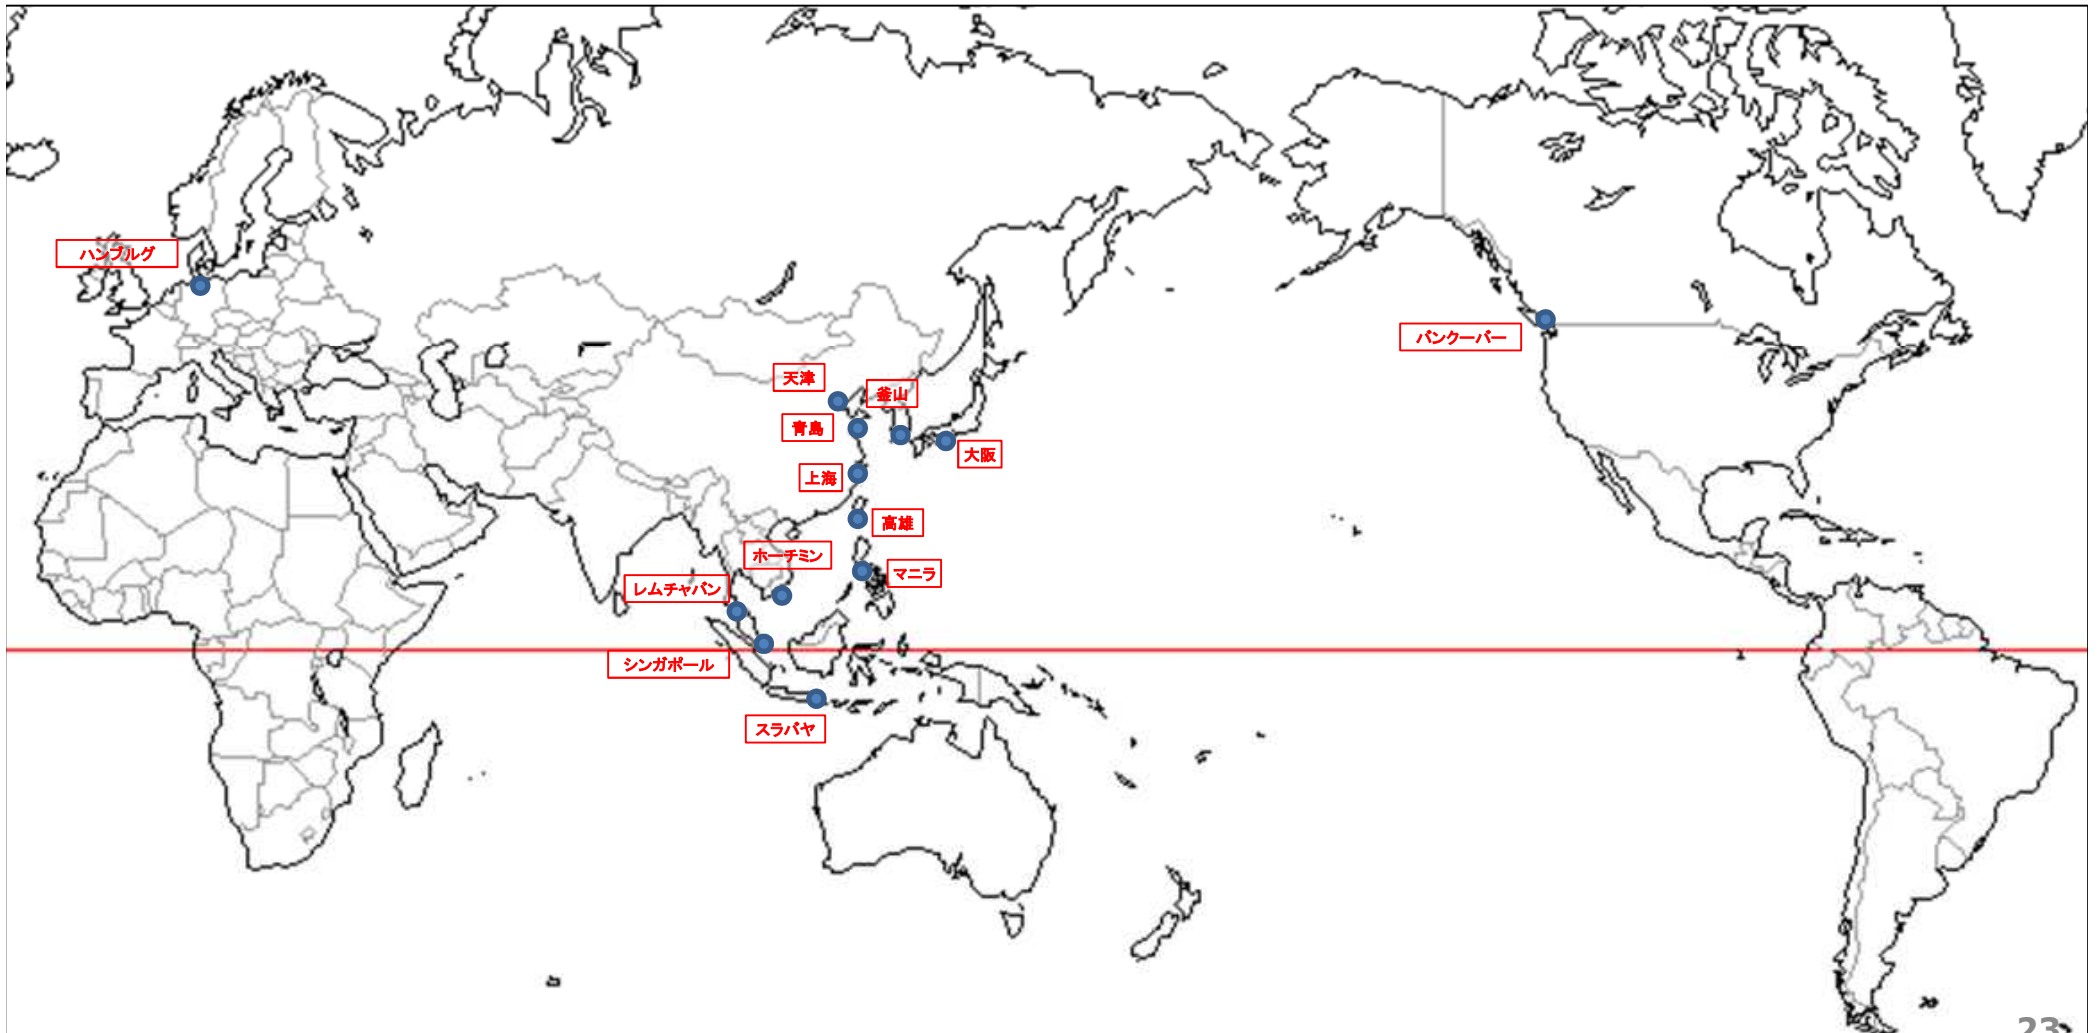 ハンブルグ
バンクーバー
天津
釜山
青島
大阪
上海
高雄
ホーチミン
マニラ
レムチャバン
シンガポール
スラバヤ
23